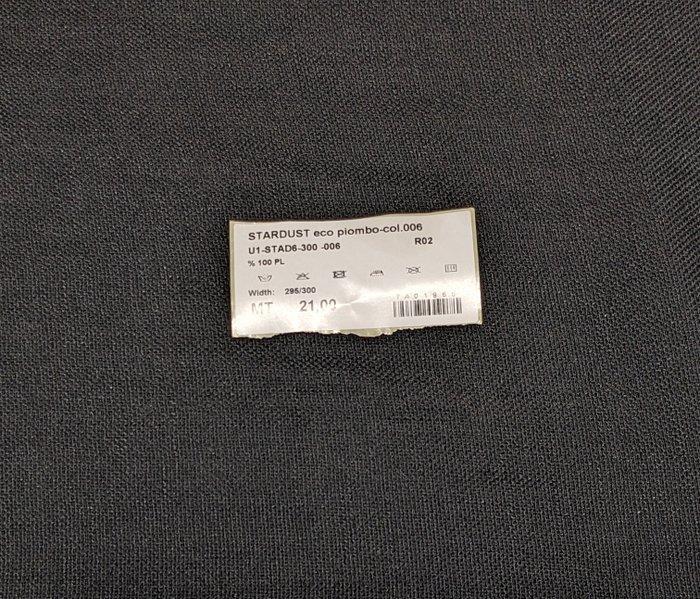 STARDUST eco piombo-col.006
U1-STAD6-300 -006 R02
% 100 PL
Width: 295/300
MT 21,00